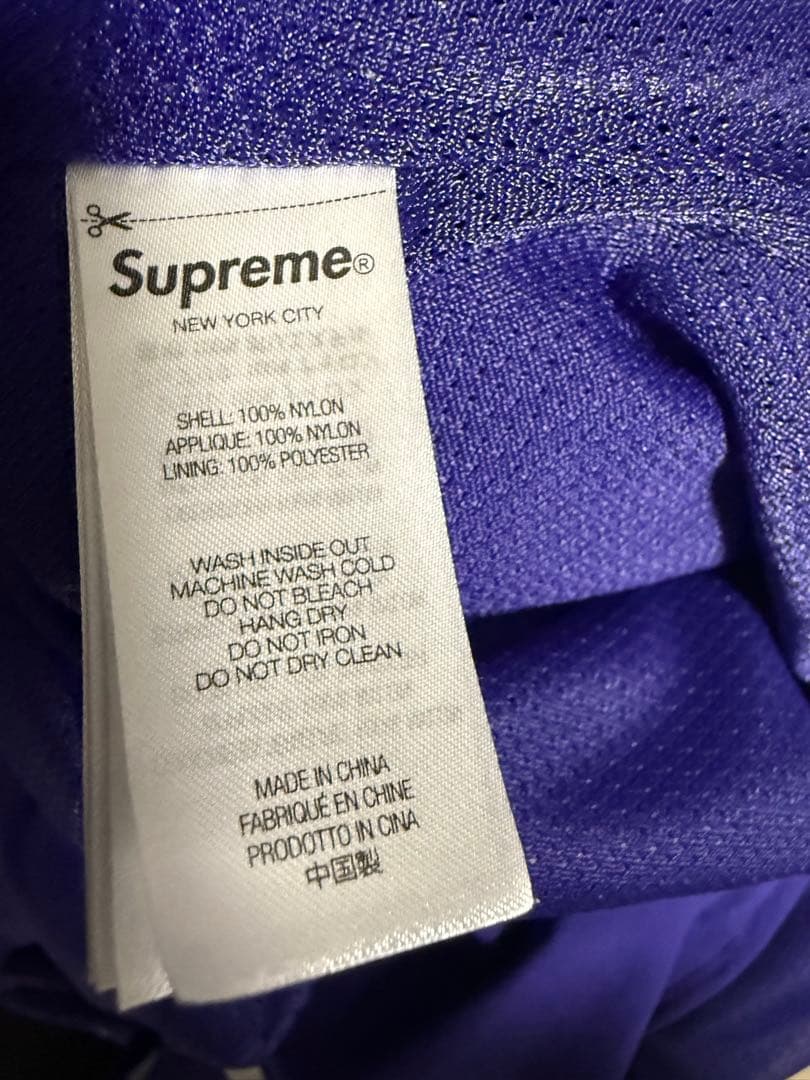 Supreme®
NEW YORK CITY
SHELL: 100% NYLON
APPLIQUE: 100% NYLON
LINING: 100% POLYESTER
WASH INSIDE OUT
MACHINE WASH COLD
DO NOT BLEACH
HANG DRY
DO NOT IRON
DO NOT DRY CLEAN
MADE IN CHINA
FABRIQUÉ EN CHINE
PRODOTTO IN CINA
中国製